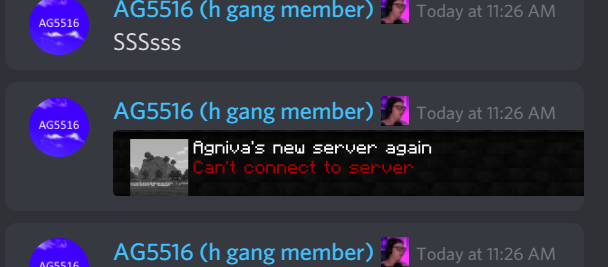 AG5516
AG5516 (h gang member) Today at 11:26 AM
SSSsss
AG5516 (h gang member) Today at 11:26 AM
AG5516
Agniva's new server again
Can't connect to server
AG5516 (h gang member) Today at 11:26 AM
AG5516